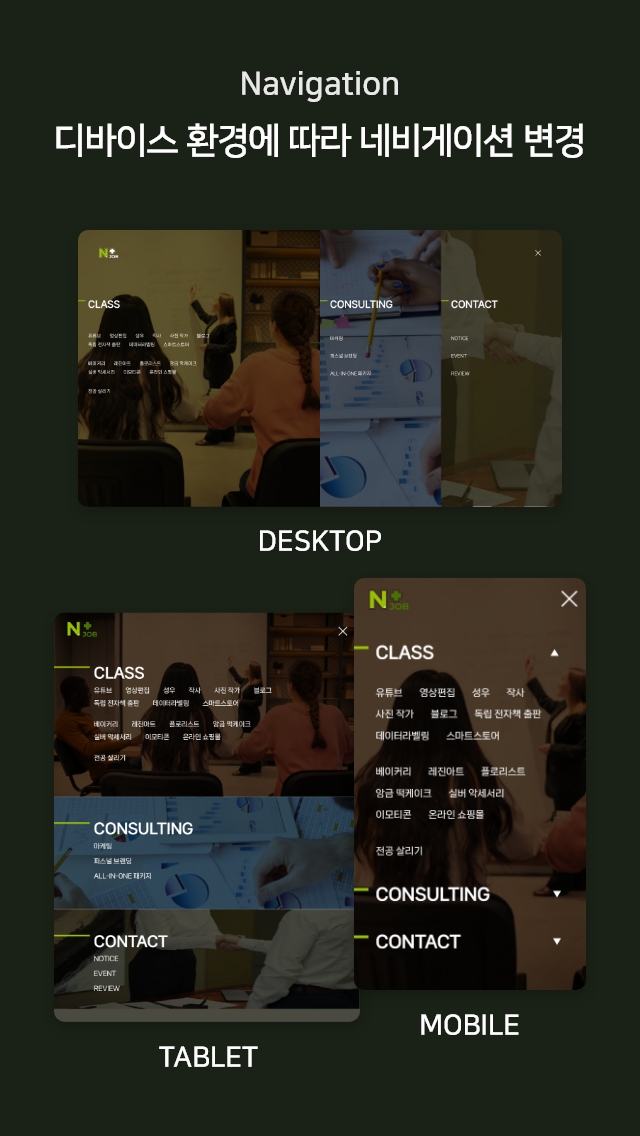 Navigation
디바이스 환경에 따라 네비게이션 변경
N JOB
CLASS
유튜브 영상편집 성우 작사 사진 작가 블로그
독립 전자책 출판 데이터라벨링 스마트스토어
베이커리 레진아트 플로리스트 앙금 떡케이크
실버 악세서리 이모티콘 온라인 쇼핑몰
전공 살리기
CONSULTING
마케팅
퍼스널 브랜딩
ALL-IN-ONE 패키지
CONTACT
NOTICE
EVENT
REVIEW
DESKTOP
N JOB
CLASS
유튜브 영상편집 성우 작사 사진 작가 블로그
독립 전자책 출판 데이터라벨링 스마트스토어
베이커리 레진아트 플로리스트 앙금 떡케이크
실버 악세서리 이모티콘 온라인 쇼핑몰
전공 살리기
CONSULTING
마케팅
퍼스널 브랜딩
ALL-IN-ONE 패키지
CONTACT
NOTICE
EVENT
REVIEW
TABLET
N JOB
CLASS
유튜브 영상편집 성우 작사
사진 작가 블로그 독립 전자책 출판
데이터라벨링 스마트스토어
베이커리 레진아트 플로리스트
앙금 떡케이크 실버 악세서리
이모티콘 온라인 쇼핑몰
전공 살리기
CONSULTING
CONTACT
MOBILE